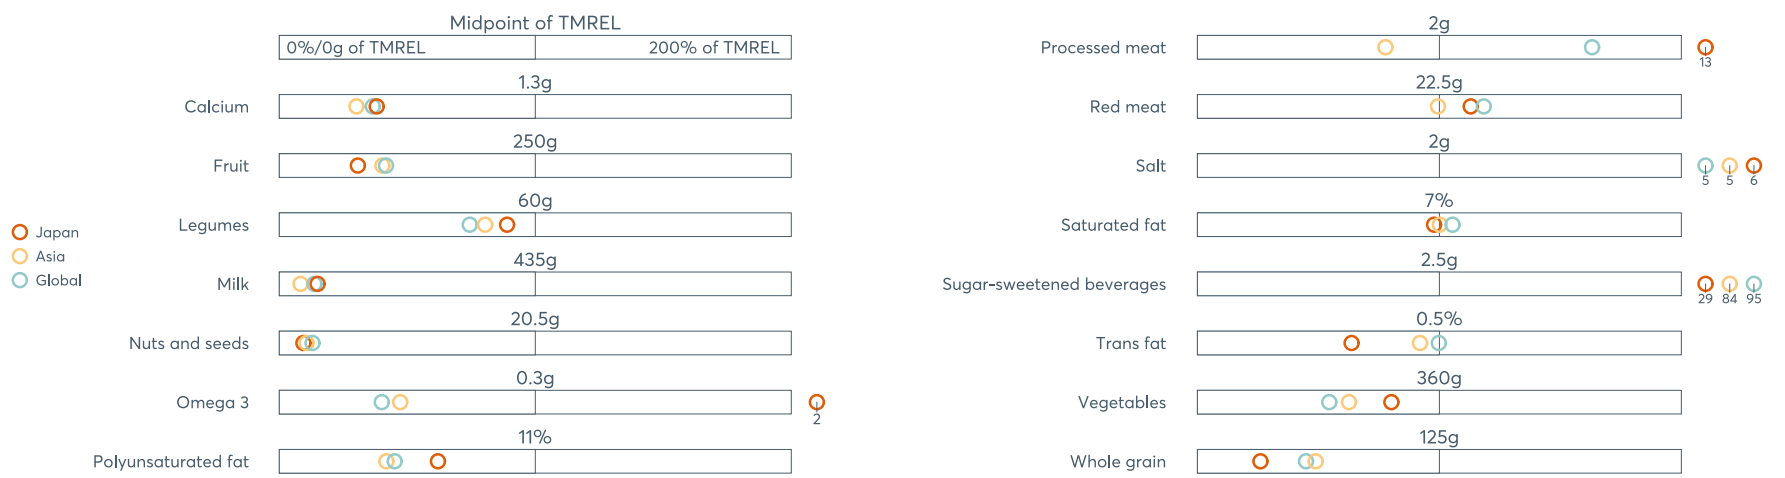 Midpoint of TMREL
0%/0g of TMREL 200% of TMREL
1.3g
Calcium
250g
Fruit
60g
Legumes
435g
Milk
20.5g
Nuts and seeds
0.3g
Omega 3
2
11%
Polyunsaturated fat
Japan
Asia
Global
2g
Processed meat
13
22.5g
Red meat
2g
Salt
5 5 6
7%
Saturated fat
2.5g
Sugar-sweetened beverages
29 84 95
0.5%
Trans fat
360g
Vegetables
125g
Whole grain